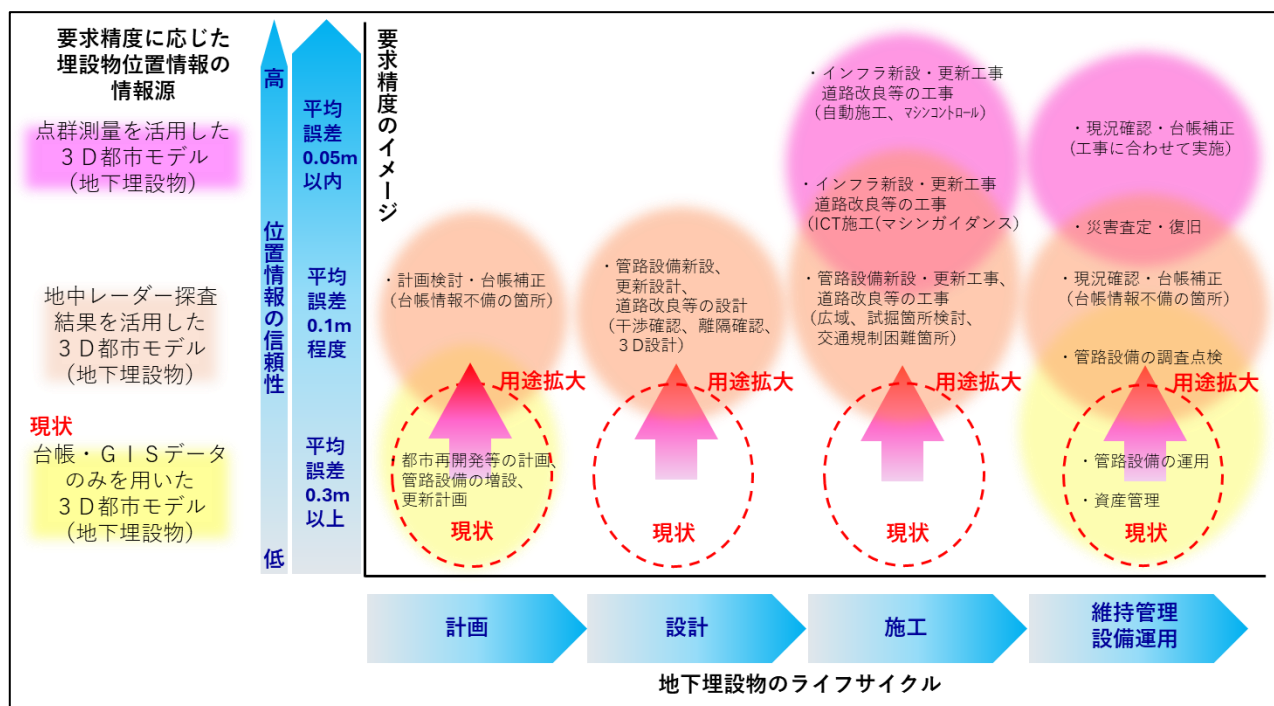 要求精度に応じた
埋設物位置情報の
情報源
点群測量を活用した
３Ｄ都市モデル
（地下埋設物）
地中レーダー探査
結果を活用した
３Ｄ都市モデル
（地下埋設物）
現状
台帳・ＧＩＳデータ
のみを用いた
３Ｄ都市モデル
（地下埋設物）
高
位置情報の信頼性
低
平均
誤差
0.05m
以内
平均
誤差
0.1m
程度
平均
誤差
0.3m
以上
要求精度のイメージ
・計画検討・台帳補正
(台帳情報不備の箇所)
用途拡大
・都市再開発等の計画、
管路設備の増設、
更新計画
現状
・管路設備新設、
更新設計、
道路改良等の設計
(干渉確認、離隔確認、
３Ｄ設計)
用途拡大
現状
・インフラ新設・更新工事
道路改良等の工事
(自動施工、ﾏｼﾝｺﾝﾄﾛｰﾙ)
・インフラ新設・更新工事
道路改良等の工事
(ICT施工(マシンガイダンス)
・管路設備新設・更新工事、
道路改良等の工事
(広域、試掘箇所検討、
交通規制困難箇所)
用途拡大
現状
・現況確認・台帳補正
(工事に合わせて実施)
・災害査定・復旧
・現況確認・台帳補正
(台帳情報不備の箇所)
・管路設備の調査点検
用途拡大
・管路設備の運用
・資産管理
現状
計画
設計
施工
維持管理
設備運用
地下埋設物のライフサイクル